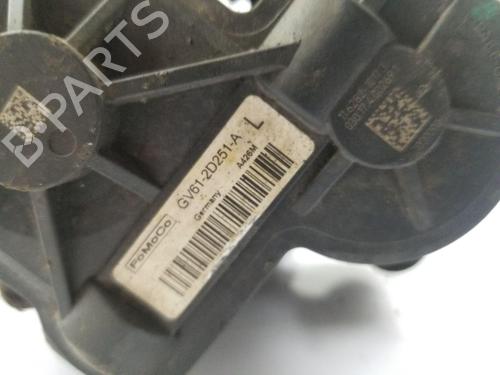 GV61-2D251-A L
Germany A426M
FoMoCo
B PARTS